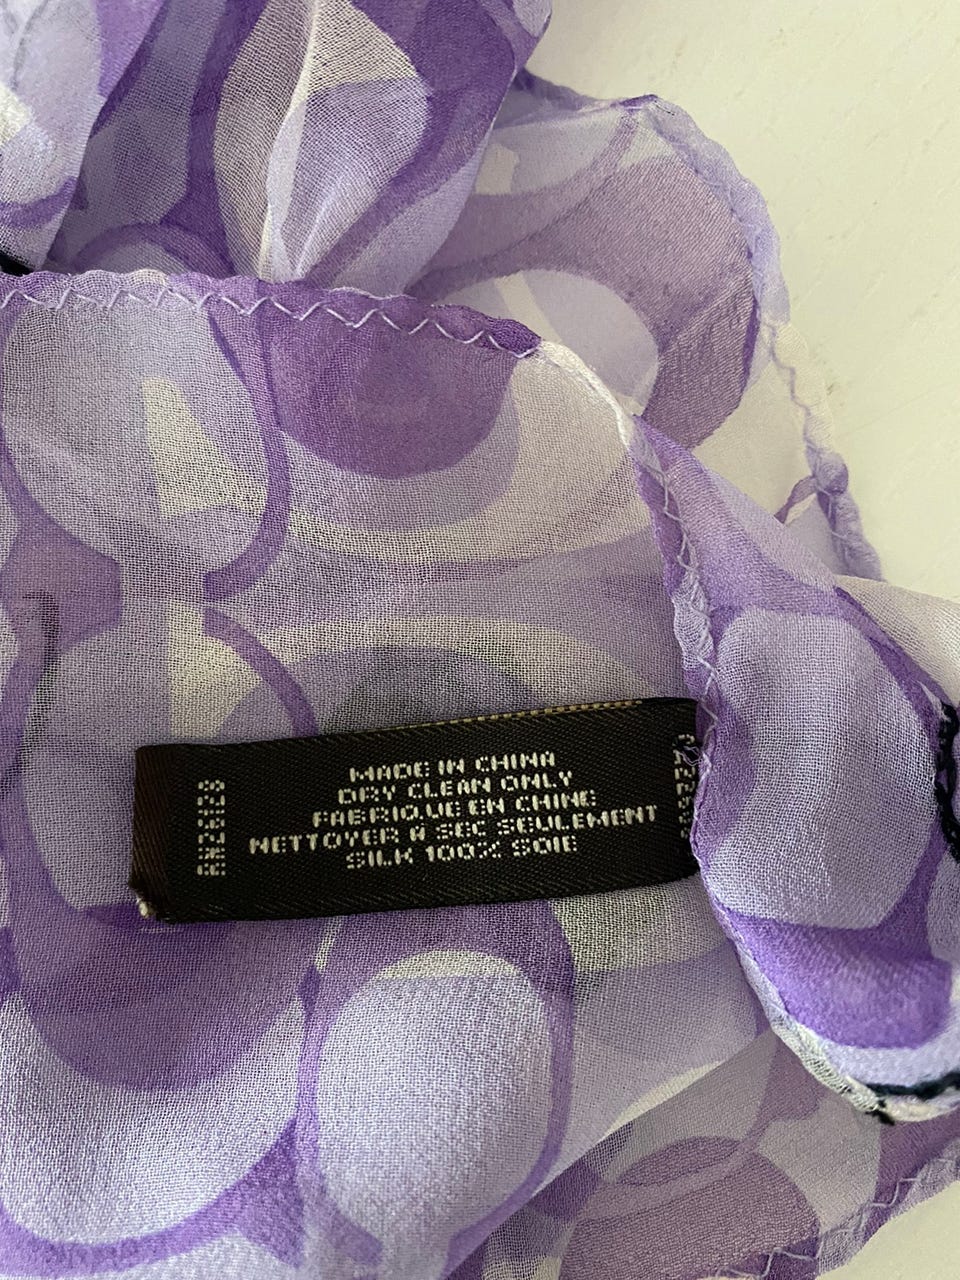 MADE IN CHINA
DRY CLEAN ONLY
FABRIQUE EN CHINE
NETTOYER A SEC SEULEMENT
SILK 100% SOIE